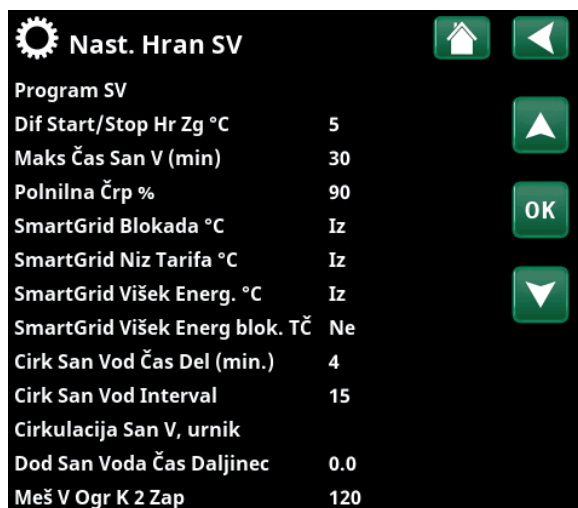 Nast. Hran SV
Program SV
Dif Start/Stop Hr Zg °C 5
Maks Čas San V (min) 30
Polnilna Črp % 90
OK
SmartGrid Blokada °C Iz
SmartGrid Niz Tarifa °C Iz
SmartGrid Višek Energ. °C Iz
SmartGrid Višek Energ blok. TČ Ne
Cirk San Vod Čas Del (min.) 4
Cirk San Vod Interval 15
Cirkulacija San V, urnik
Dod San Voda Čas Daljinec 0.0
Meš V Ogr K 2 Zap 120